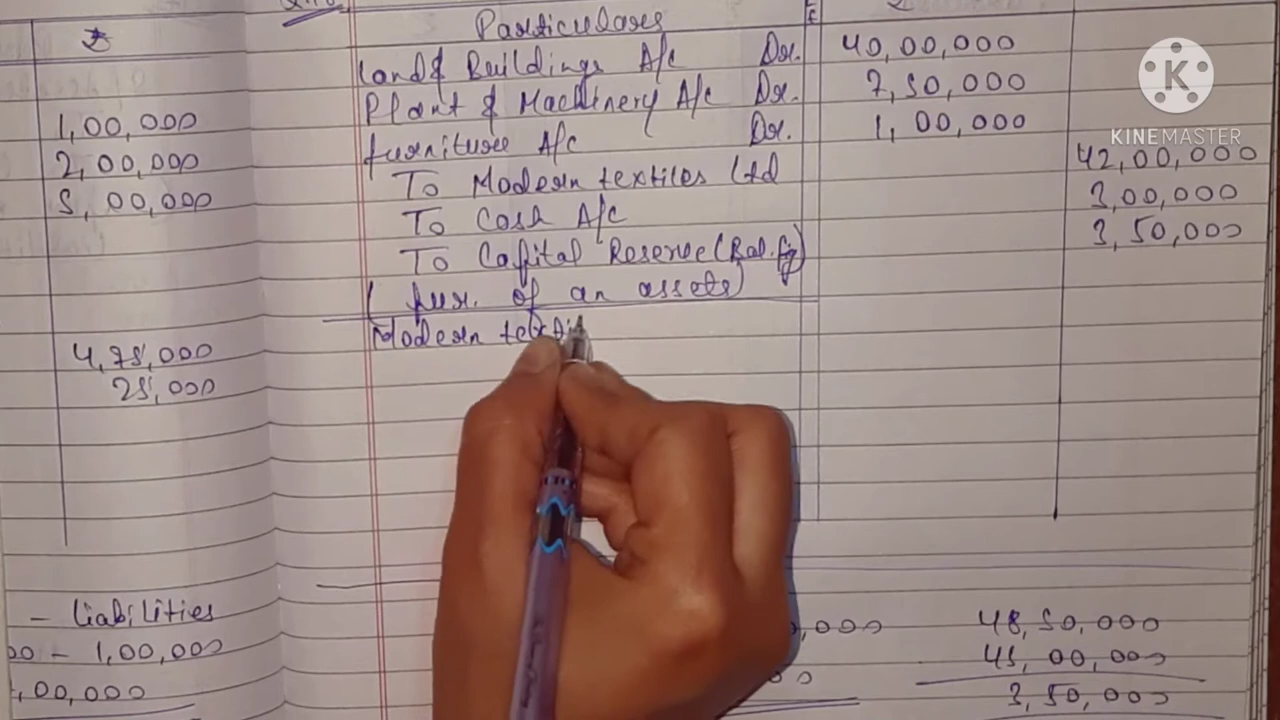 ₹
1,00,000
2,00,000
5,00,000
4,75,000
25,000
- Liabilities
00 - 1,00,000
,00,000
Particulars
Land & Buildings A/c Dr. 40,00,000
Plant & Machinery A/c Dr. 7,50,000
furniture A/c Dr. 1,00,000
To Modern textiles Ltd 42,00,000
To Cash A/c 3,00,000
To Capital Reserve (Bal. fig) 3,50,000
( pur. of an assets)
Modern texti
,000
48,50,000
45,00,000
3,50,000
K
KINEMASTER